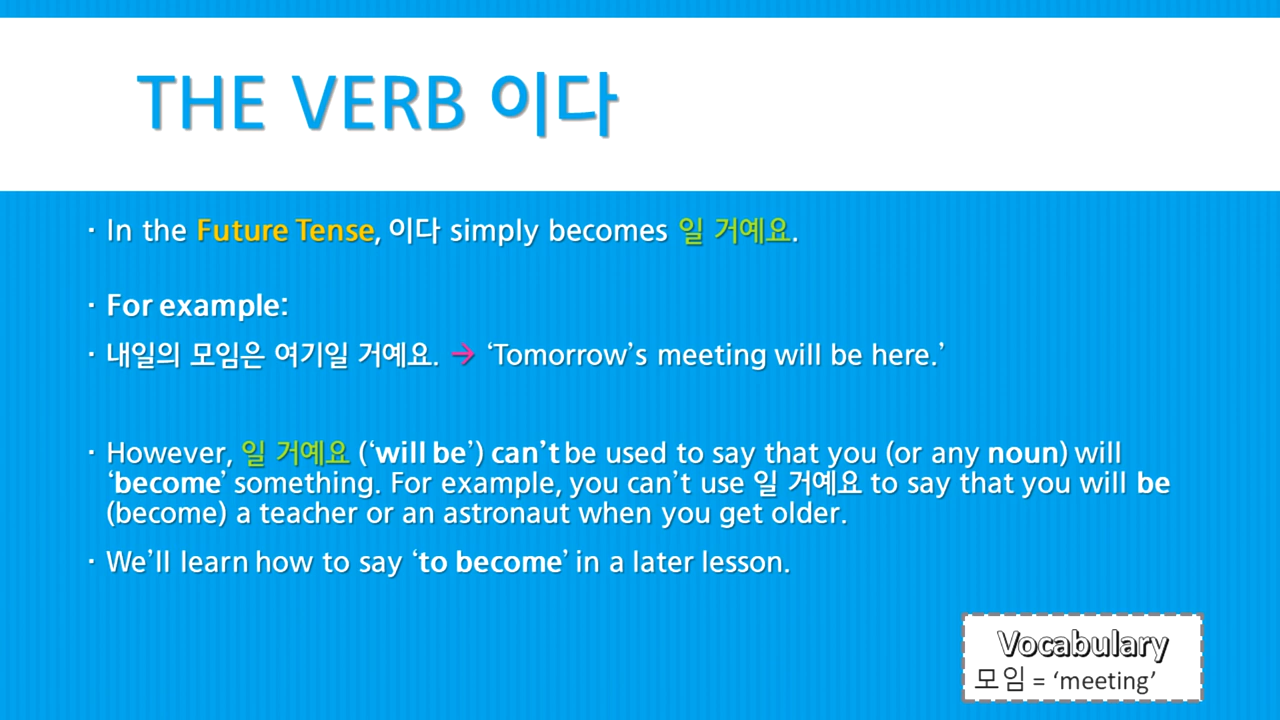 THE VERB 이다
· In the Future Tense, 이다 simply becomes 일 거예요.
· For example:
· 내일의 모임은 여기일 거예요. → ‘Tomorrow’s meeting will be here.’
· However, 일 거예요 (‘will be’) can’t be used to say that you (or any noun) will
‘become’ something. For example, you can’t use 일 거예요 to say that you will be
(become) a teacher or an astronaut when you get older.
· We’ll learn how to say ‘to become’ in a later lesson.
Vocabulary
모임 = ‘meeting’